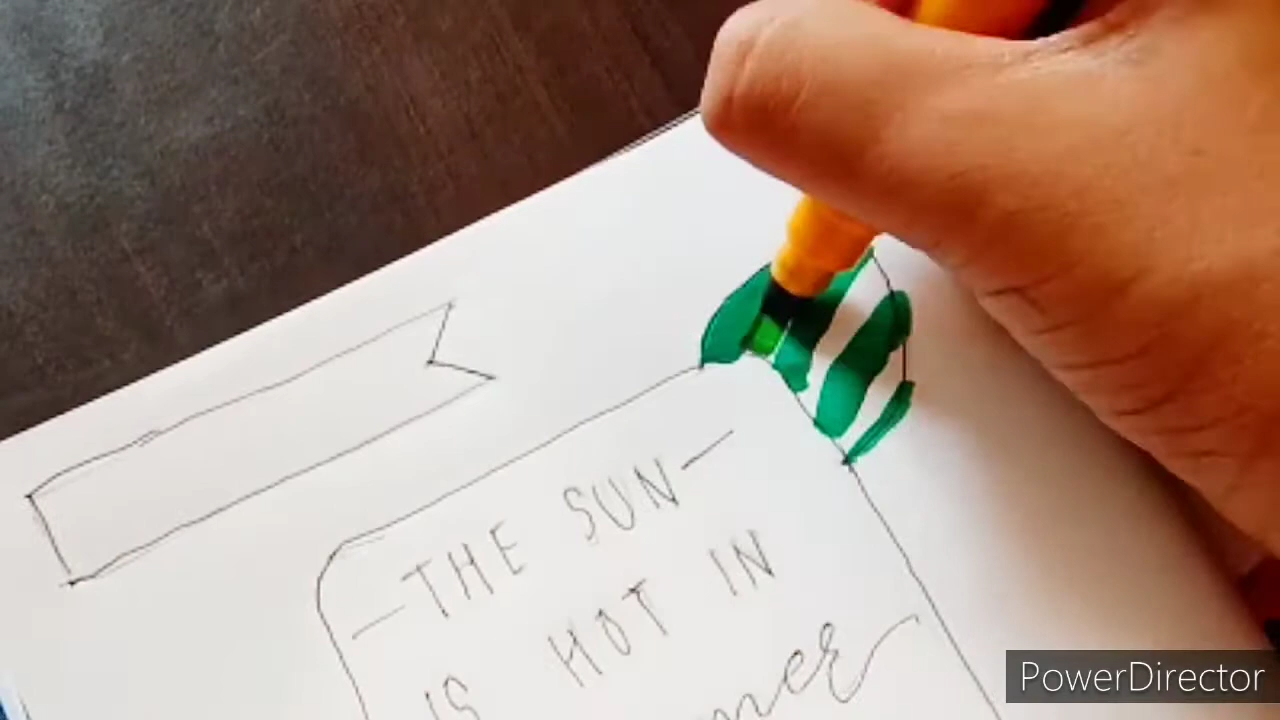 —THE SUN—
IS HOT IN
PowerDirector